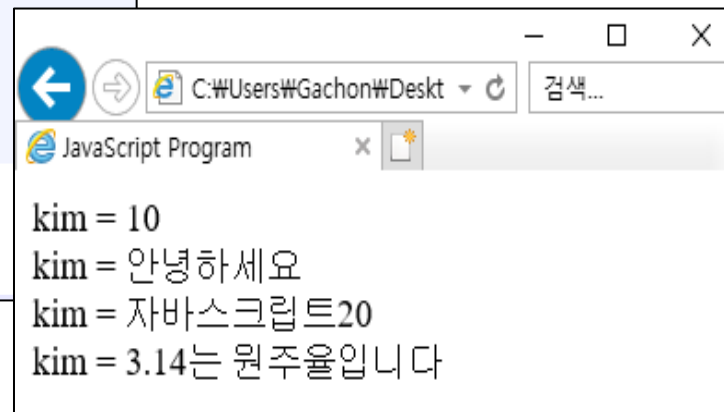 C:₩Users₩Gachon₩Deskt
검색...
JavaScript Program
kim = 10
kim = 안녕하세요
kim = 자바스크립트20
kim = 3.14는 원주율입니다